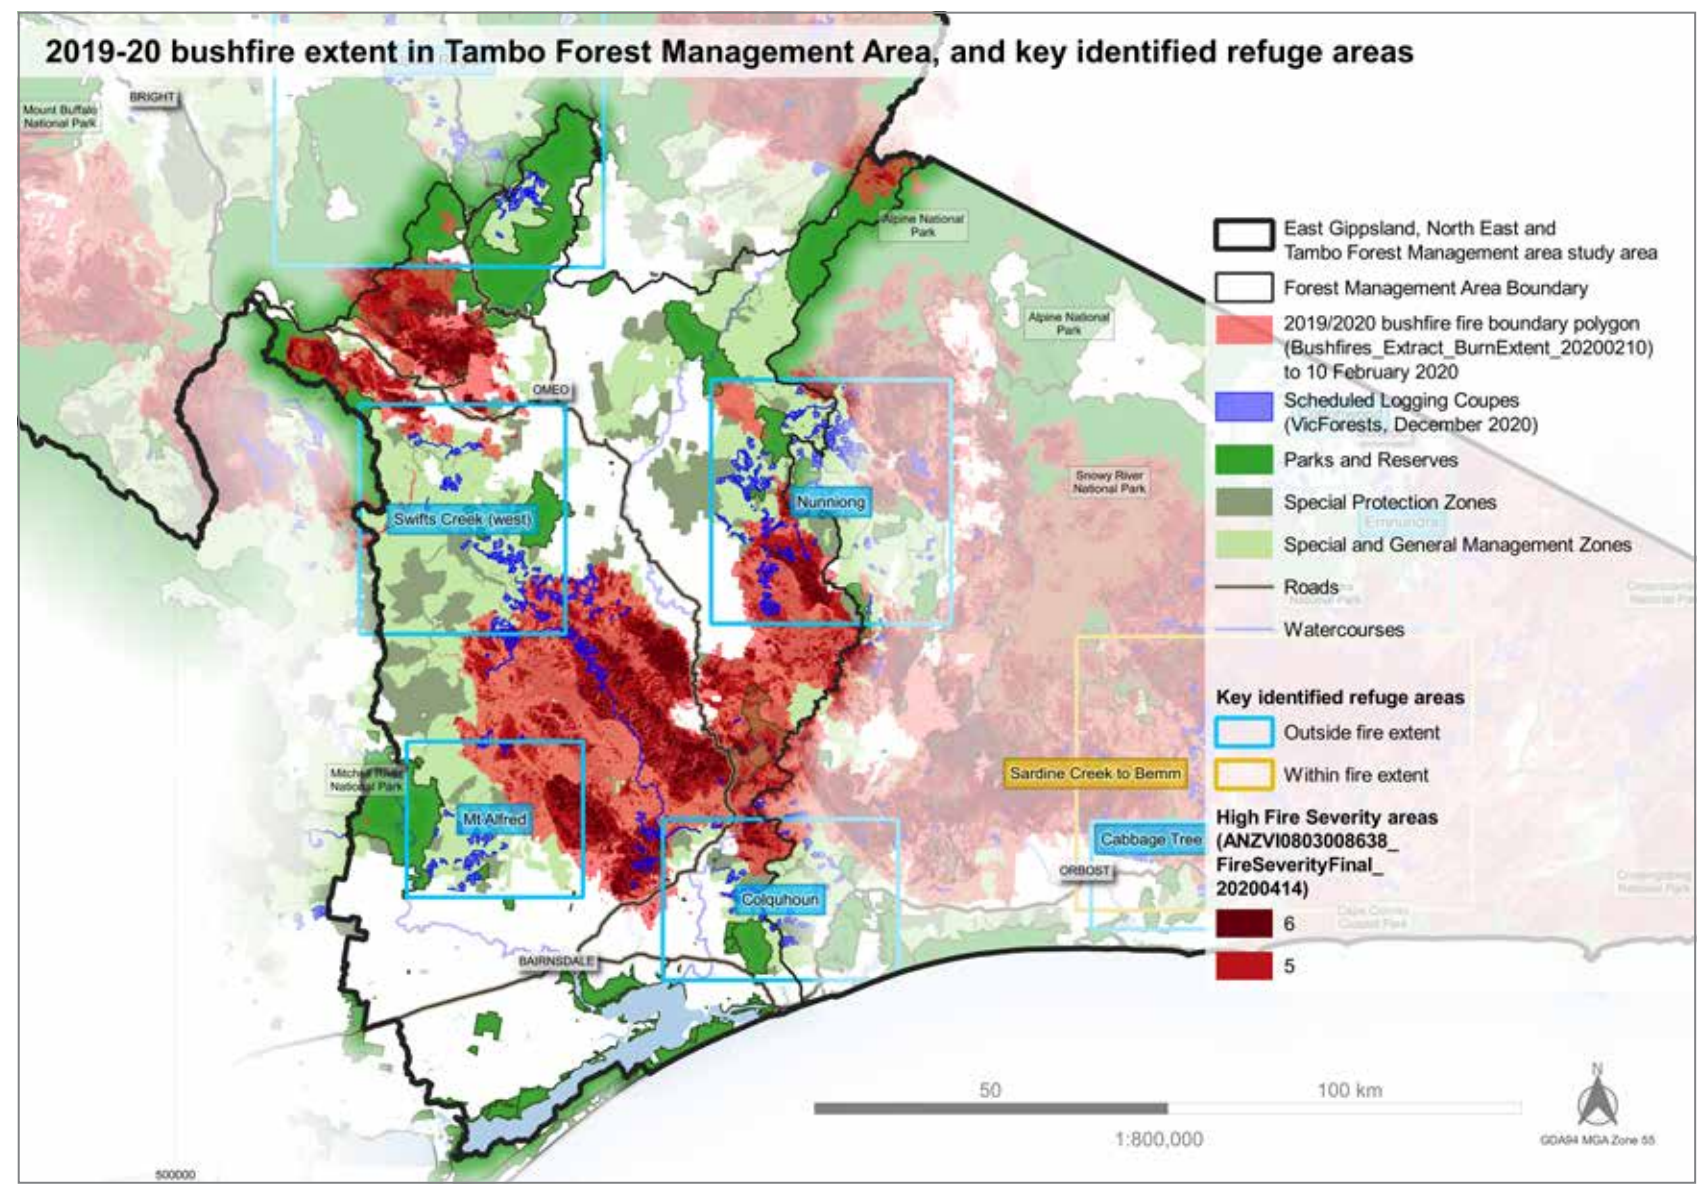 2019-20 bushfire extent in Tambo Forest Management Area, and key identified refuge areas
Mount Buffalo
National Park
BRIGHT
Alpine National
Park
Alpine National
Park
OMEO
Snowy River
National Park
Swifts Creek (west)
Nunniong
Mitchell River
National Park
Mt Alfred
Sardine Creek to Bemm
Cabbage Tree
ORBOST
Colquhoun
BAIRNSDALE
East Gippsland, North East and
Tambo Forest Management area study area
Forest Management Area Boundary
2019/2020 bushfire fire boundary polygon
(Bushfires_Extract_BurnExtent_20200210)
to 10 February 2020
Scheduled Logging Coupes
(VicForests, December 2020)
Parks and Reserves
Special Protection Zones
Special and General Management Zones
Roads
Watercourses
Key identified refuge areas
Outside fire extent
Within fire extent
High Fire Severity areas
(ANZVI0803008638_
FireSeverityFinal_
20200414)
6
5
Cape Conran
Coastal Park
50
100 km
1:800,000
N
GDA94 MGA Zone 55
500000